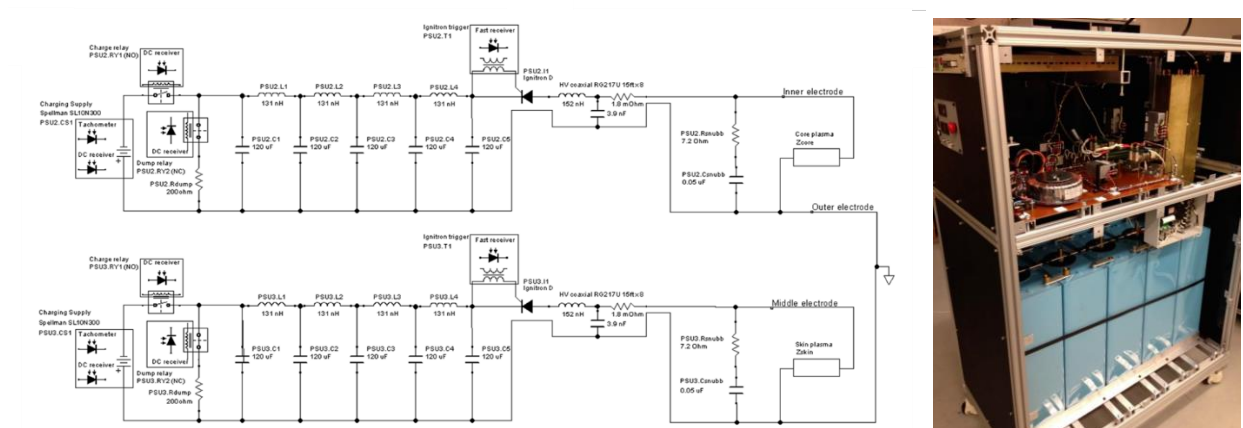 Ignitron trigger
PSU2.T1
Fast receiver
Charge relay
PSU2.RY1(NO)
DC receiver
PSU2.L1
131 nH
PSU2.L2
131 nH
PSU2.L3
131 nH
PSU2.L4
131 nH
PSU2.I1
Ignitron D
HV coaxial RG217U 15ft×8
152 nH
1.8 mOhm
3.9 nF
Inner electrode
Charging Supply
Spellman SL10N300
PSU2.CS1
Tachometer
DC receiver
DC receiver
Dump relay
PSU2.RY2(NC)
PSU2.Rdump
200ohm
PSU2.C1
120 uF
PSU2.C2
120 uF
PSU2.C3
120 uF
PSU2.C4
120 uF
PSU2.C5
120 uF
PSU2.Rsnubb
7.2 Ohm
PSU2.Csnubb
0.05 uF
Core plasma
Zcore
Outer electrode
Ignitron trigger
PSU3.T1
Fast receiver
Charge relay
PSU3.RY1(NO)
DC receiver
PSU3.L1
131 nH
PSU3.L2
131 nH
PSU3.L3
131 nH
PSU3.L4
131 nH
PSU3.I1
Ignitron D
HV coaxial RG217U 15ft×8
152 nH
1.8 mOhm
3.9 nF
Middle electrode
Charging Supply
Spellman SL10N300
PSU3.CS1
Tachometer
DC receiver
DC receiver
Dump relay
PSU3.RY2(NC)
PSU3.Rdump
200ohm
PSU3.C1
120 uF
PSU3.C2
120 uF
PSU3.C3
120 uF
PSU3.C4
120 uF
PSU3.C5
120 uF
PSU3.Rsnubb
7.2 Ohm
PSU3.Csnubb
0.05 uF
Skin plasma
Zskin